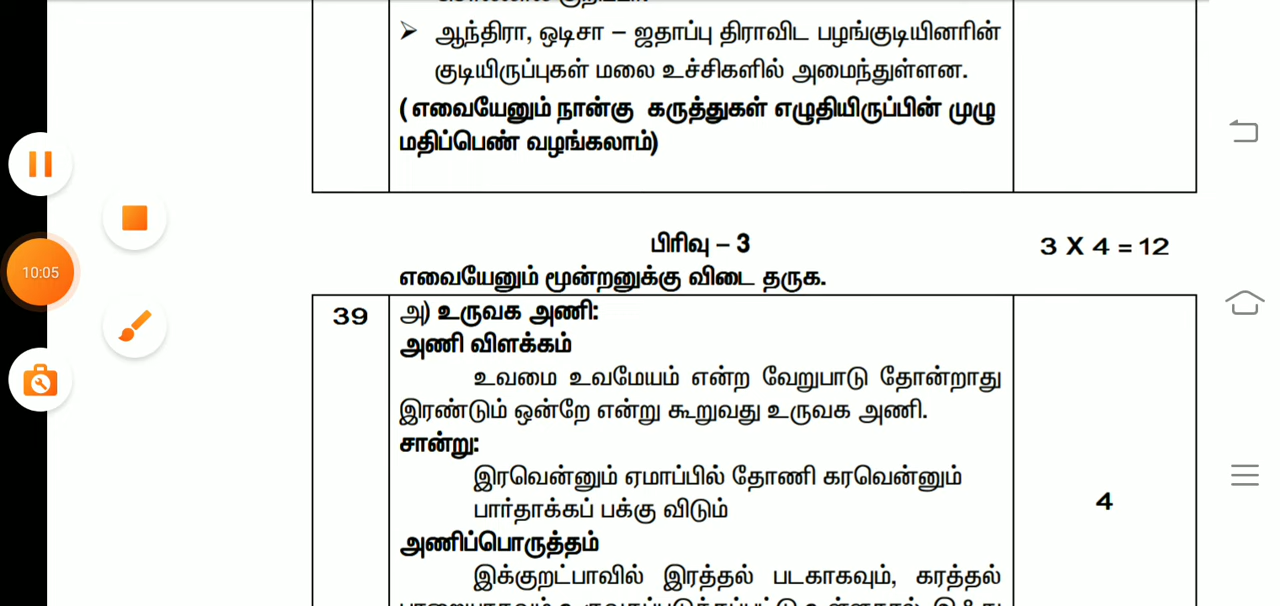 ➢ ஆந்திரா, ஒடிசா – ஜதாப்பு திராவிட பழங்குடியினரின்
குடியிருப்புகள் மலை உச்சிகளில் அமைந்துள்ளன.
( எவையேனும் நான்கு கருத்துகள் எழுதியிருப்பின் முழு
மதிப்பெண் வழங்கலாம்)
பிரிவு – 3
3 X 4 = 12
எவையேனும் மூன்றனுக்கு விடை தருக.
39
அ) உருவக அணி:
அணி விளக்கம்
உவமை உவமேயம் என்ற வேறுபாடு தோன்றாது
இரண்டும் ஒன்றே என்று கூறுவது உருவக அணி.
சான்று:
இரவென்னும் ஏமாப்பில் தோணி கரவென்னும்
பார்தாக்கப் பக்கு விடும்
4
அணிப்பொருத்தம்
இக்குறட்பாவில் இரத்தல் படகாகவும், கரத்தல்
10:05